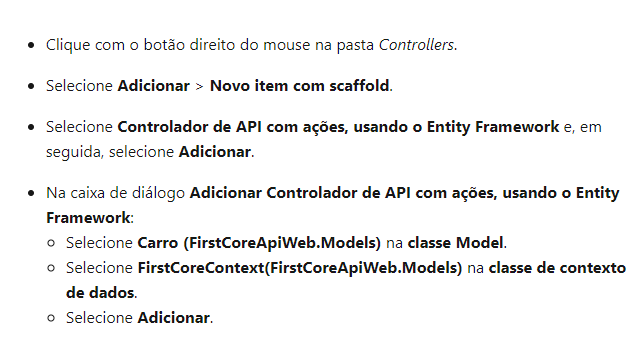 Clique com o botão direito do mouse na pasta Controllers.
Selecione Adicionar > Novo item com scaffold.
Selecione Controlador de API com ações, usando o Entity Framework e, em
seguida, selecione Adicionar.
Na caixa de diálogo Adicionar Controlador de API com ações, usando o Entity
Framework:
Selecione Carro (FirstCoreApiWeb.Models) na classe Model.
Selecione FirstCoreContext(FirstCoreApiWeb.Models) na classe de contexto
de dados.
Selecione Adicionar.